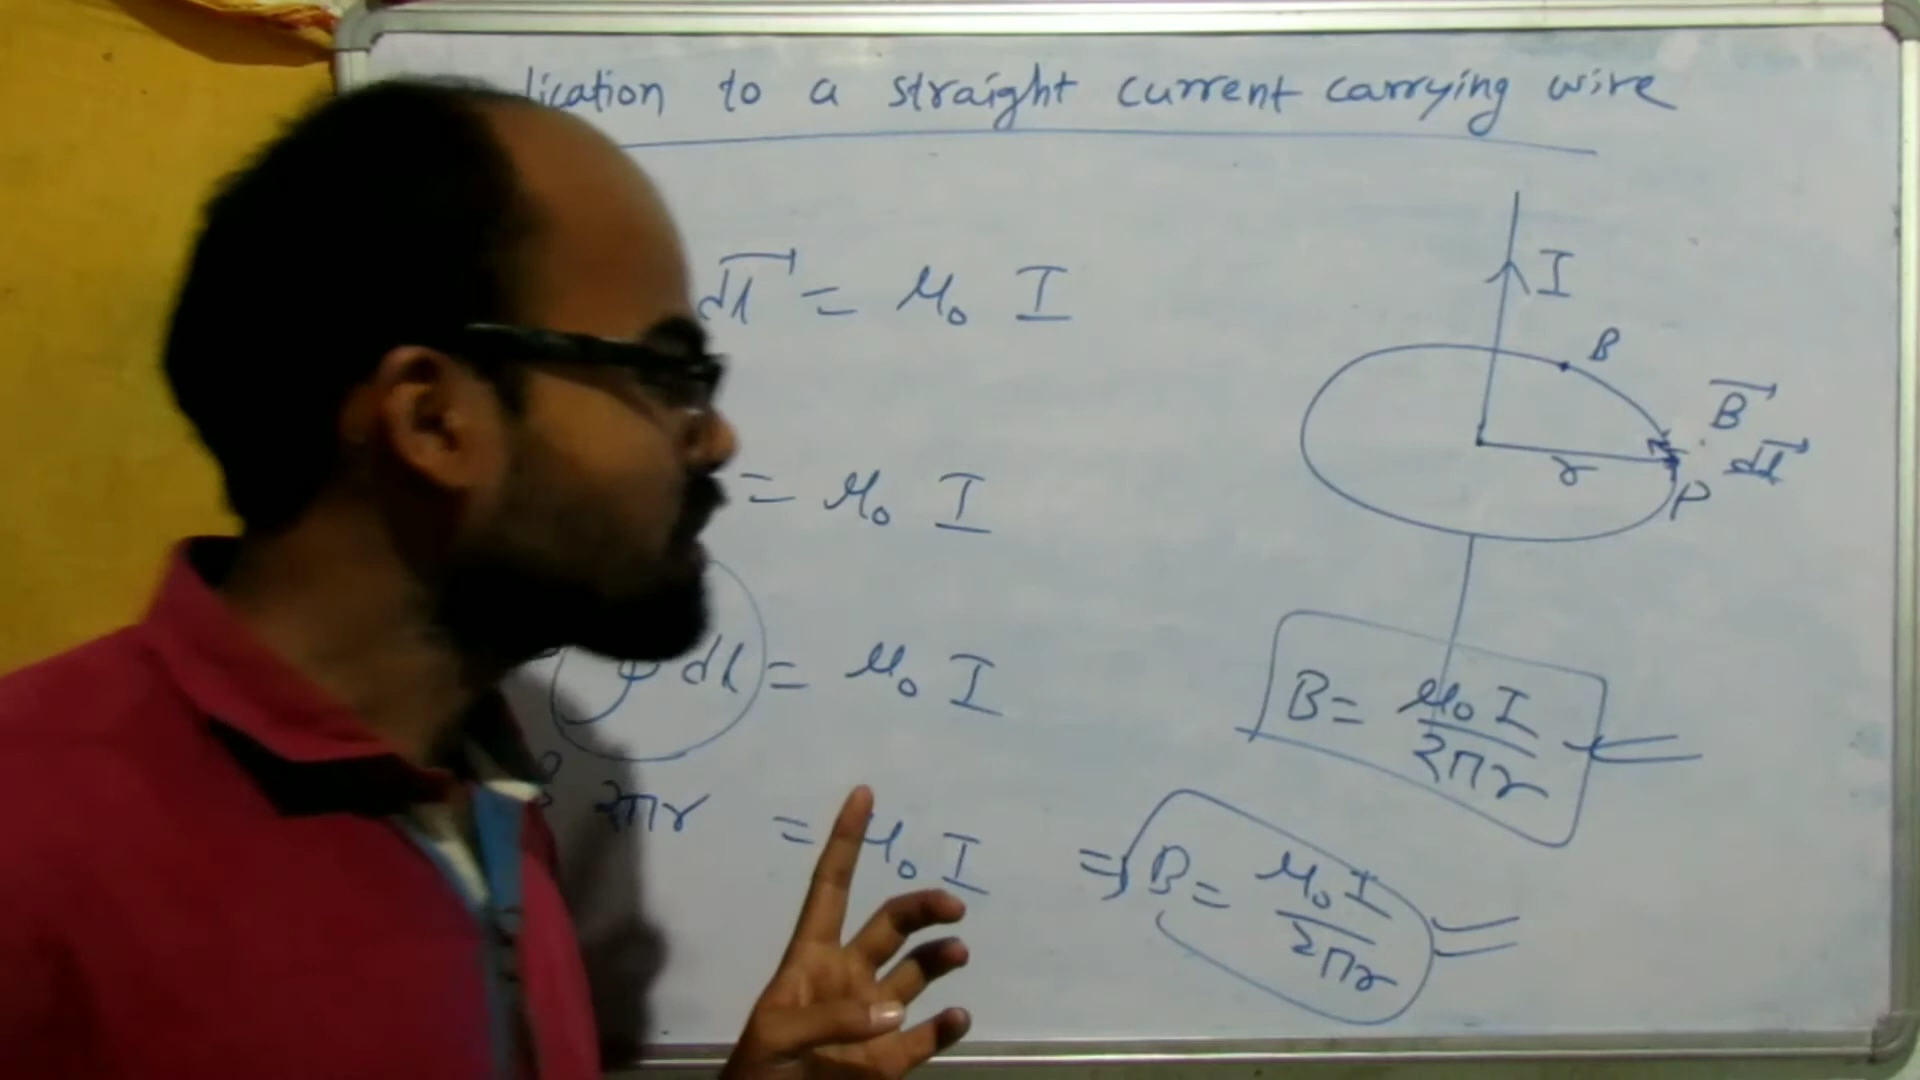 lication to a straight current carrying wire
dl = μ₀ I
= μ₀ I
∮ dl = μ₀ I
B 2πr = μ₀ I ⇒ B = μ₀ I / 2πr
I
B
B
dl
r
P
B = μ₀ I / 2πr